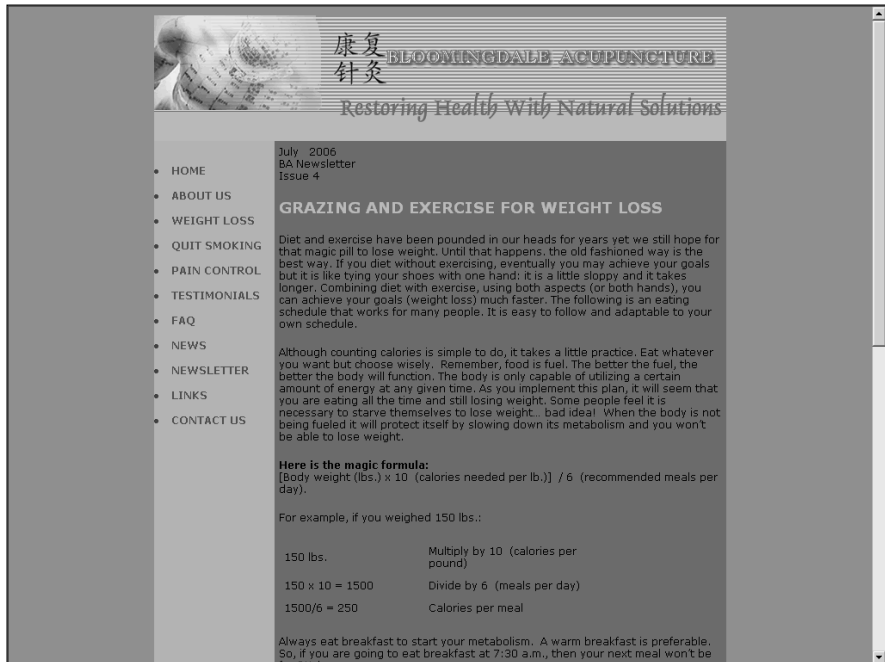 康复
针灸
BLOOMINGDALE ACUPUNCTURE
Restoring Health With Natural Solutions
HOME
ABOUT US
WEIGHT LOSS
QUIT SMOKING
PAIN CONTROL
TESTIMONIALS
FAQ
NEWS
NEWSLETTER
LINKS
CONTACT US
July 2006
BA Newsletter
Issue 4
GRAZING AND EXERCISE FOR WEIGHT LOSS
Diet and exercise have been pounded in our heads for years yet we still hope for
that magic pill to lose weight. Until that happens. the old fashioned way is the
best way. If you diet without exercising, eventually you may achieve your goals
but it is like tying your shoes with one hand: it is a little sloppy and it takes
longer. Combining diet with exercise, using both aspects (or both hands), you
can achieve your goals (weight loss) much faster. The following is an eating
schedule that works for many people. It is easy to follow and adaptable to your
own schedule.
Although counting calories is simple to do, it takes a little practice. Eat whatever
you want but choose wisely. Remember, food is fuel. The better the fuel, the
better the body will function. The body is only capable of utilizing a certain
amount of energy at any given time. As you implement this plan, it will seem that
you are eating all the time and still losing weight. Some people feel it is
necessary to starve themselves to lose weight... bad idea! When the body is not
being fueled it will protect itself by slowing down its metabolism and you won't
be able to lose weight.
Here is the magic formula:
[Body weight (lbs.) x 10 (calories needed per lb.)] / 6 (recommended meals per
day).
For example, if you weighed 150 lbs.:
150 lbs. Multiply by 10 (calories per
pound)
150 x 10 = 1500 Divide by 6 (meals per day)
1500/6 = 250 Calories per meal
Always eat breakfast to start your metabolism. A warm breakfast is preferable.
So, if you are going to eat breakfast at 7:30 a.m., then your next meal won't be